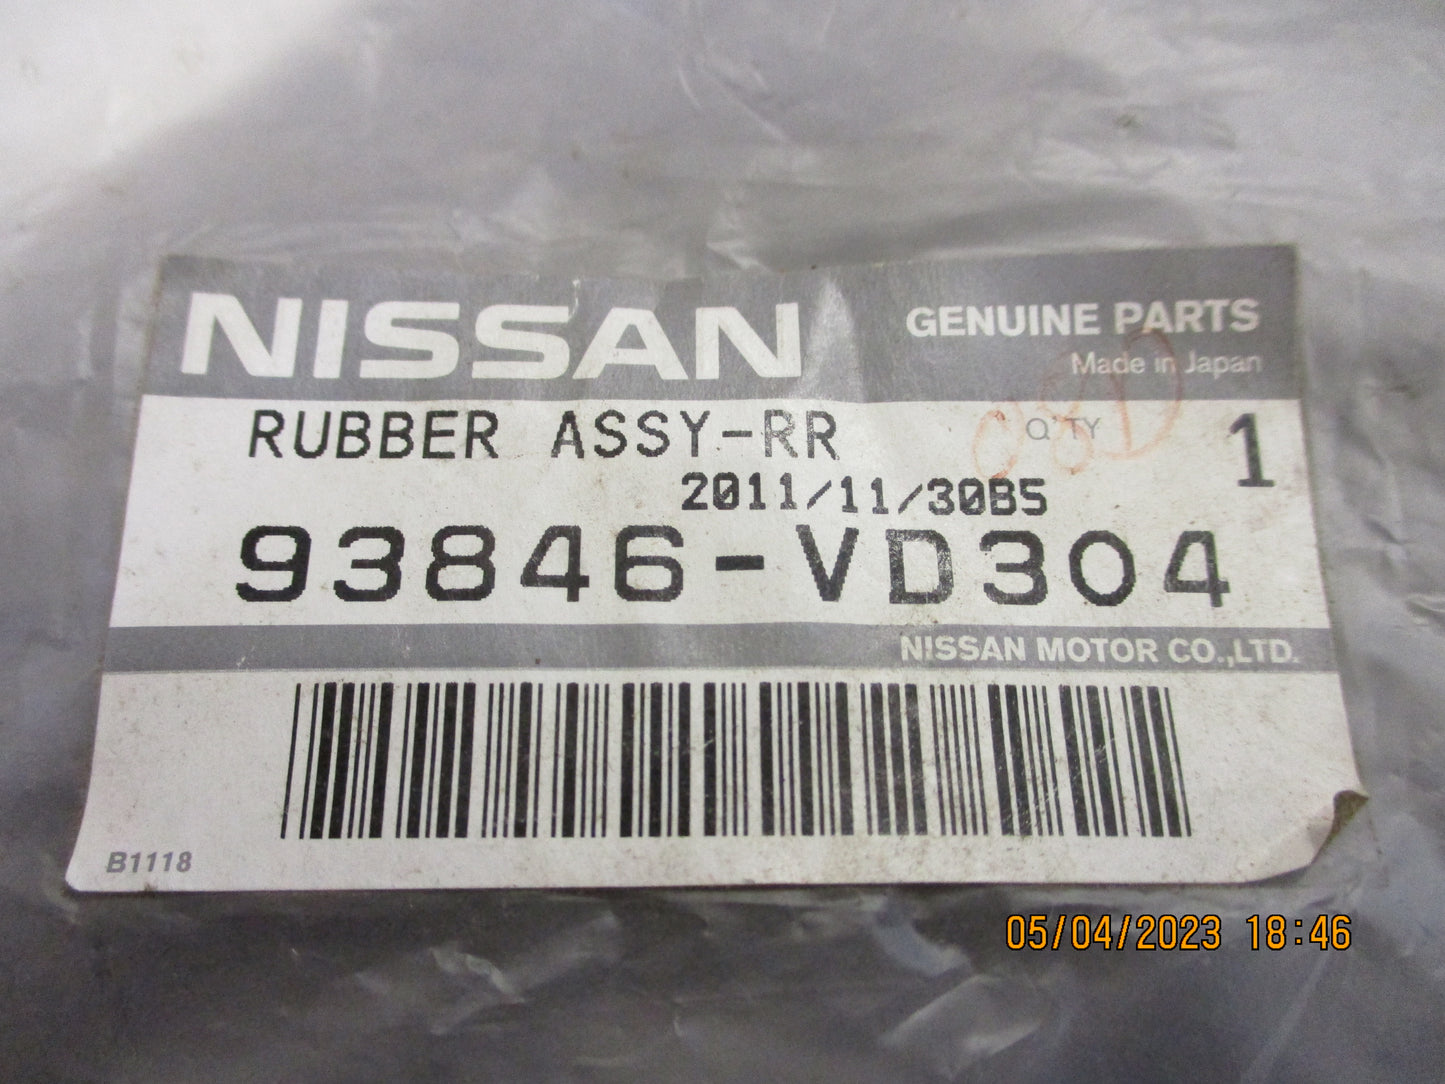 NISSAN
GENUINE PARTS
Made in Japan
RUBBER ASSY-RR
Q'TY
1
2011/11/30B5
93846-VD304
NISSAN MOTOR CO.,LTD.
B1118
05/04/2023 18:46